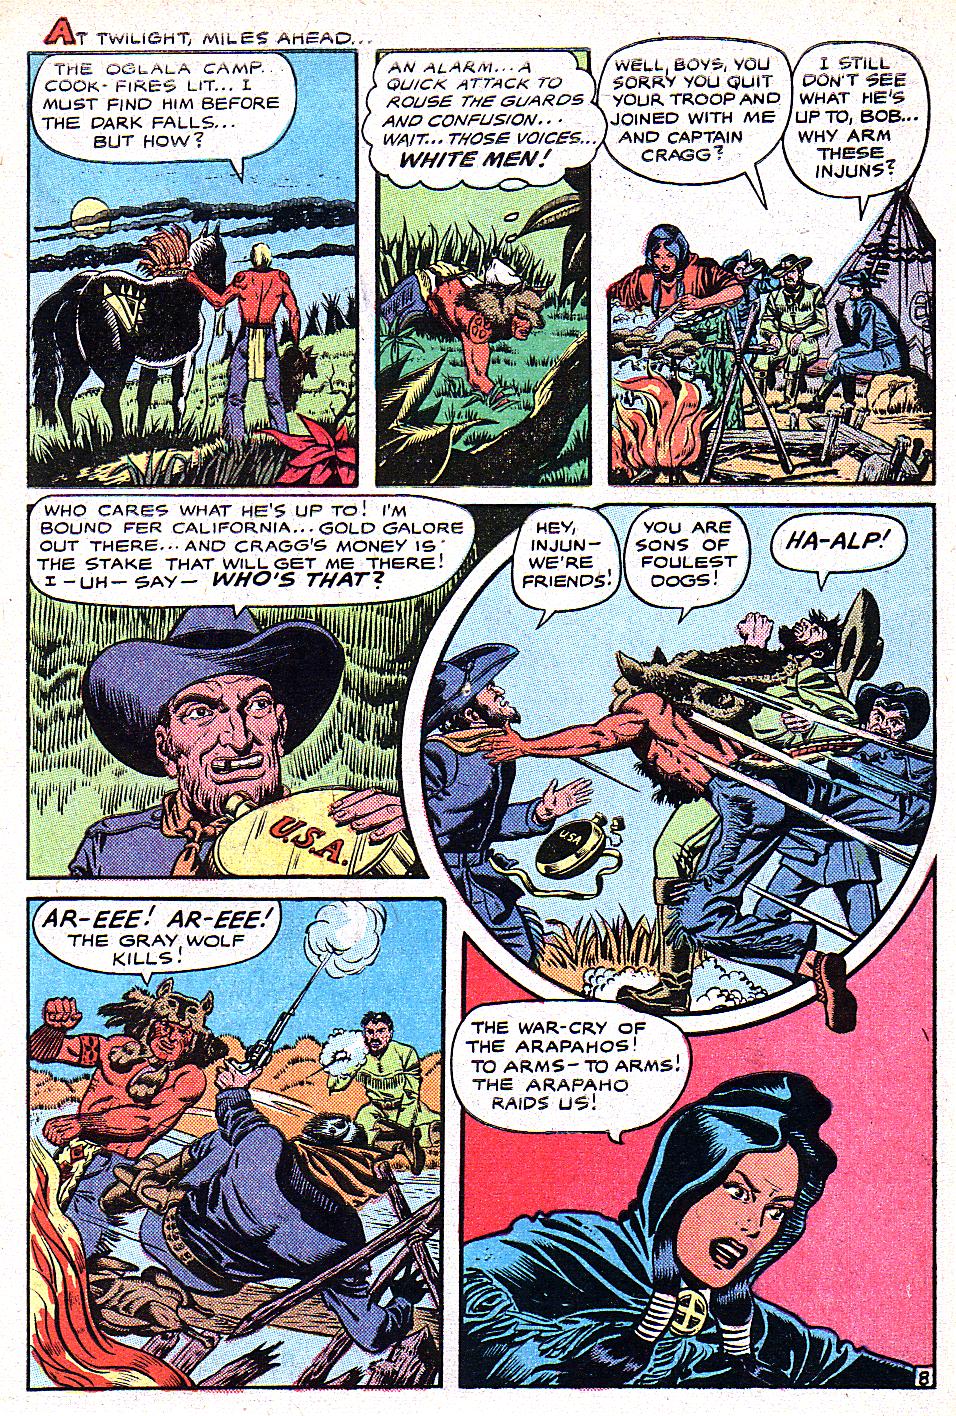 AT TWILIGHT, MILES AHEAD...
THE OGLALA CAMP...
COOK-FIRES LIT... I
MUST FIND HIM BEFORE
THE DARK FALLS...
BUT HOW?
AN ALARM... A
QUICK ATTACK TO
ROUSE THE GUARDS
AND CONFUSION...
WAIT... THOSE VOICES...
WHITE MEN!
WELL, BOYS, YOU
SORRY YOU QUIT
YOUR TROOP AND
JOINED WITH ME
AND CAPTAIN
CRAGG?
I STILL
DON'T SEE
WHAT HE'S
UP TO, BOB...
WHY ARM
THESE
INJUNS?
WHO CARES WHAT HE'S UP TO! I'M
BOUND FER CALIFORNIA... GOLD GALORE
OUT THERE... AND CRAGG'S MONEY IS
THE STAKE THAT WILL GET ME THERE!
I-UH-SAY- WHO'S THAT?
U.S.A.
HEY,
INJUN-
WE'RE
FRIENDS!
YOU ARE
SONS OF
FOULEST
DOGS!
HA-ALP!
USA
AR-EEE! AR-EEE!
THE GRAY WOLF
KILLS!
THE WAR-CRY OF
THE ARAPAHOS!
TO ARMS-TO ARMS!
THE ARAPAHO
RAIDS US!
8